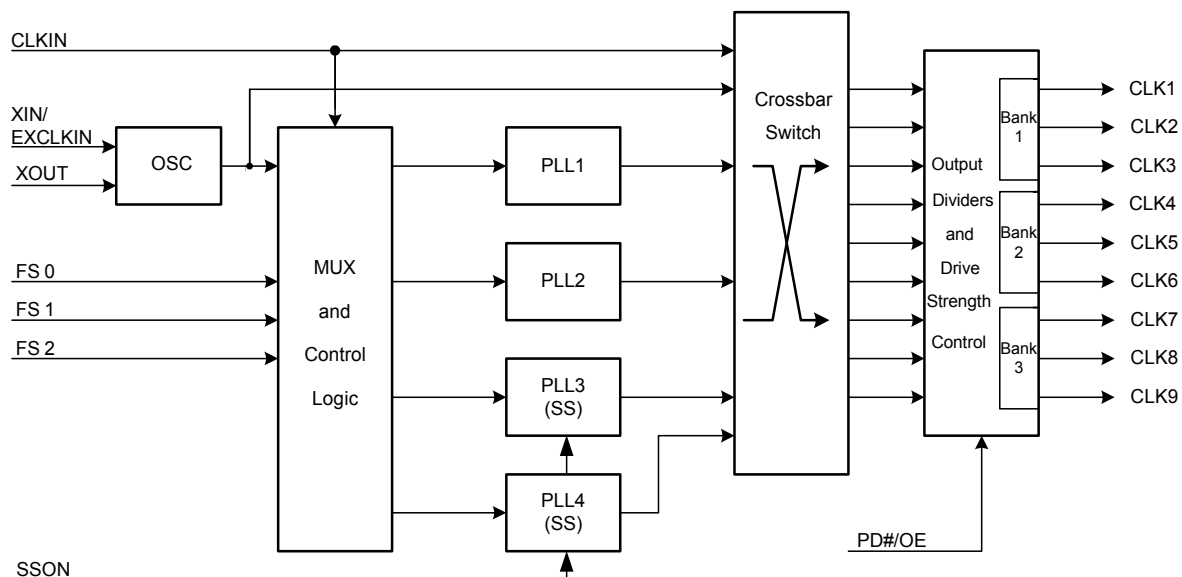 CLKIN
XIN/
EXCLKIN
XOUT
OSC
FS 0
FS 1
FS 2
SSON
MUX
and
Control
Logic
PLL1
PLL2
PLL3
(SS)
PLL4
(SS)
Crossbar
Switch
Output
Dividers
and
Drive
Strength
Control
Bank
1
Bank
2
Bank
3
CLK1
CLK2
CLK3
CLK4
CLK5
CLK6
CLK7
CLK8
CLK9
PD#/OE